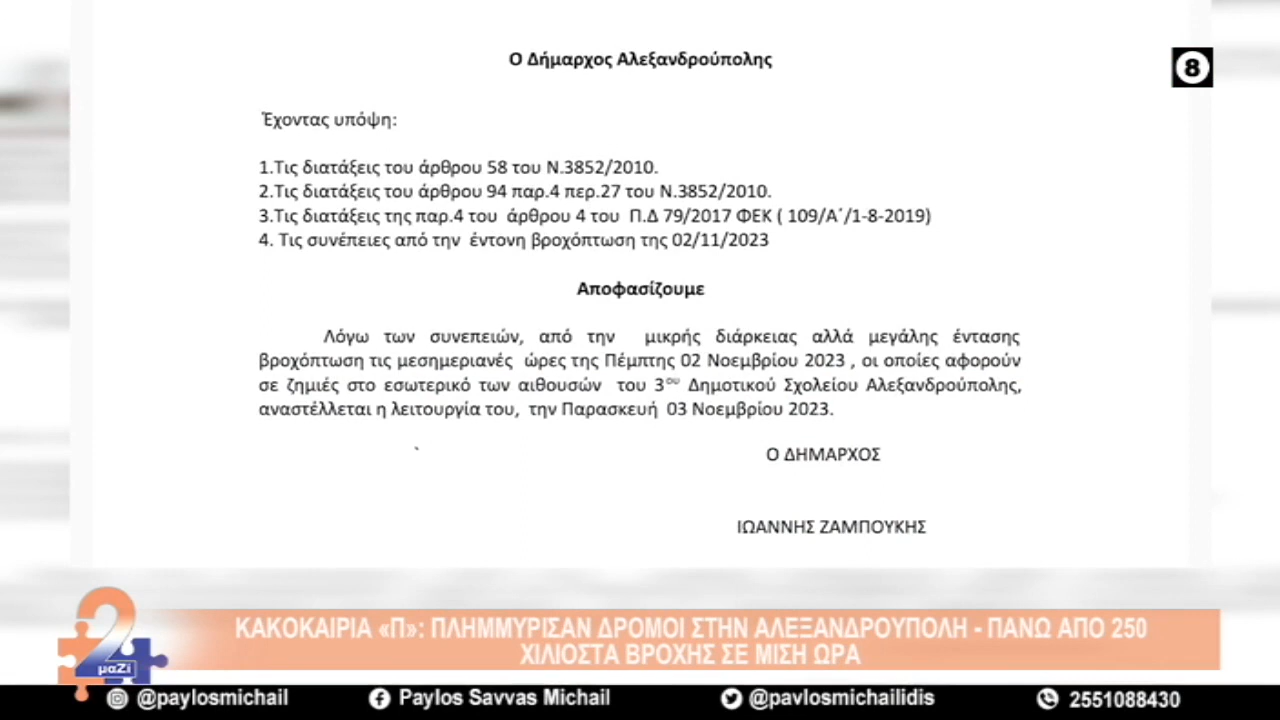 Ο Δήμαρχος Αλεξανδρούπολης
8
Έχοντας υπόψη:
1.Τις διατάξεις του άρθρου 58 του Ν.3852/2010.
2.Τις διατάξεις του άρθρου 94 παρ.4 περ.27 του Ν.3852/2010.
3.Τις διατάξεις της παρ.4 του άρθρου 4 του Π.Δ 79/2017 ΦΕΚ ( 109/Α΄/1-8-2019)
4. Τις συνέπειες από την έντονη βροχόπτωση της 02/11/2023
Αποφασίζουμε
Λόγω των συνεπειών, από την μικρής διάρκειας αλλά μεγάλης έντασης
βροχόπτωση τις μεσημεριανές ώρες της Πέμπτης 02 Νοεμβρίου 2023 , οι οποίες αφορούν
σε ζημιές στο εσωτερικό των αιθουσών του 3ου Δημοτικού Σχολείου Αλεξανδρούπολης,
αναστέλλεται η λειτουργία του, την Παρασκευή 03 Νοεμβρίου 2023.
Ο ΔΗΜΑΡΧΟΣ
ΙΩΑΝΝΗΣ ΖΑΜΠΟΥΚΗΣ
2 μαΖί
ΚΑΚΟΚΑΙΡΙΑ «Π»: ΠΛΗΜΜΥΡΙΣΑΝ ΔΡΟΜΟΙ ΣΤΗΝ ΑΛΕΞΑΝΔΡΟΥΠΟΛΗ - ΠΑΝΩ ΑΠΟ 250
ΧΙΛΙΟΣΤΑ ΒΡΟΧΗΣ ΣΕ ΜΙΣΗ ΩΡΑ
@paylosmichail Paylos Savvas Michail @pavlosmichailidis 2551088430